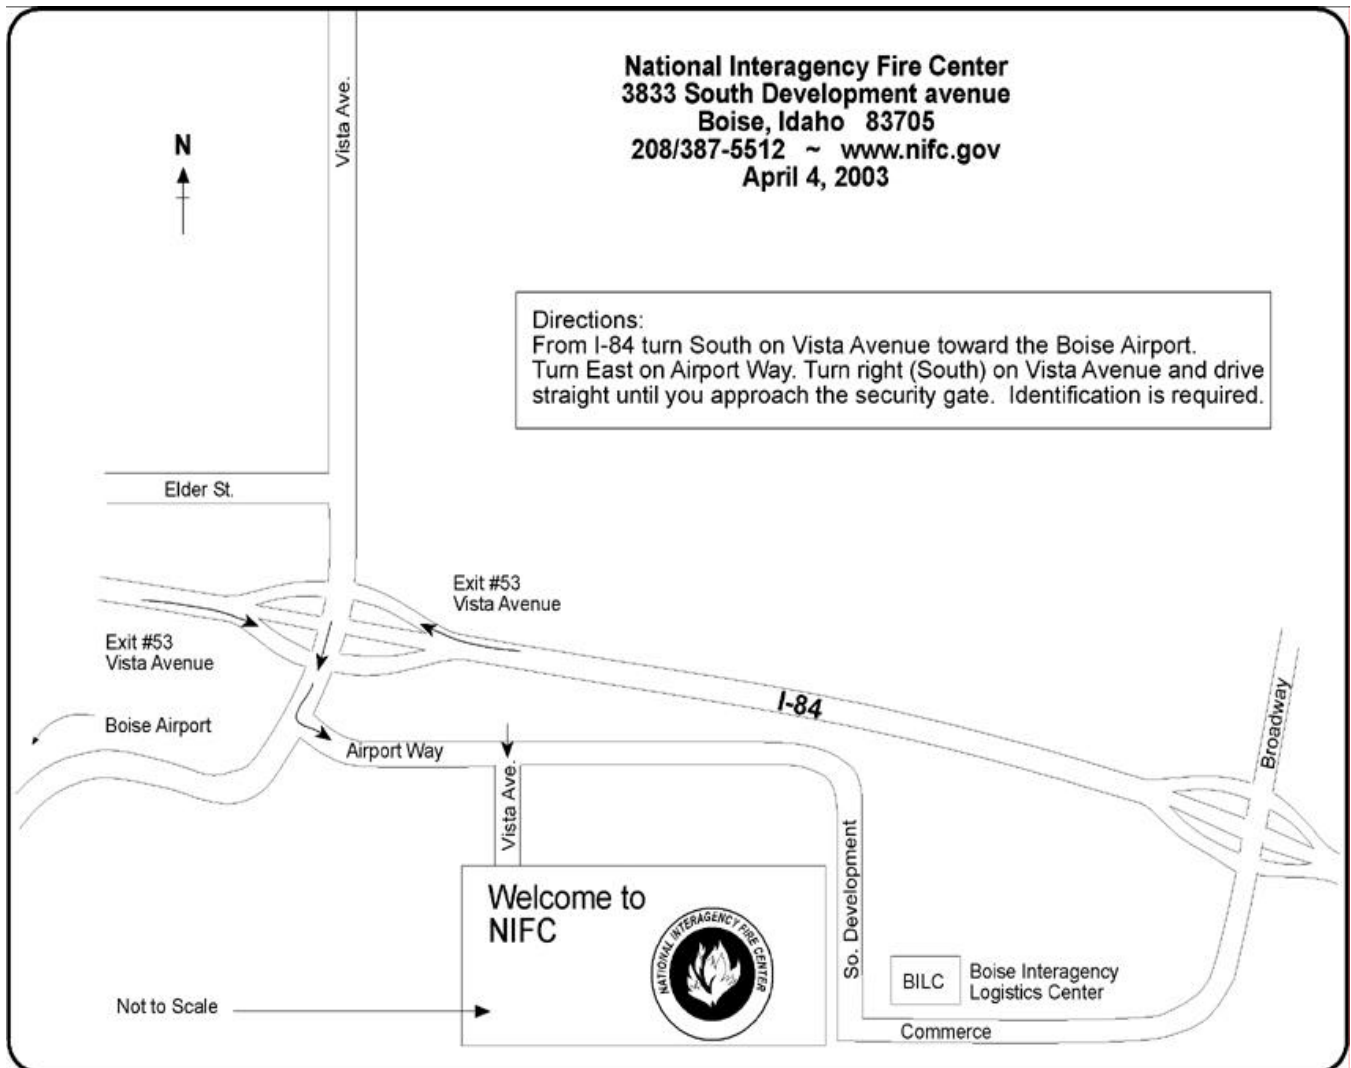 National Interagency Fire Center
3833 South Development avenue
Boise, Idaho 83705
208/387-5512 ~ www.nifc.gov
April 4, 2003
N
Vista Ave.
Directions:
From I-84 turn South on Vista Avenue toward the Boise Airport.
Turn East on Airport Way. Turn right (South) on Vista Avenue and drive
straight until you approach the security gate. Identification is required.
Elder St.
Exit #53
Vista Avenue
Exit #53
Vista Avenue
I-84
Broadway
Boise Airport
Airport Way
Vista Ave.
So. Development
Welcome to
NIFC
NATIONAL INTERAGENCY FIRE CENTER
BILC
Boise Interagency
Logistics Center
Not to Scale
Commerce